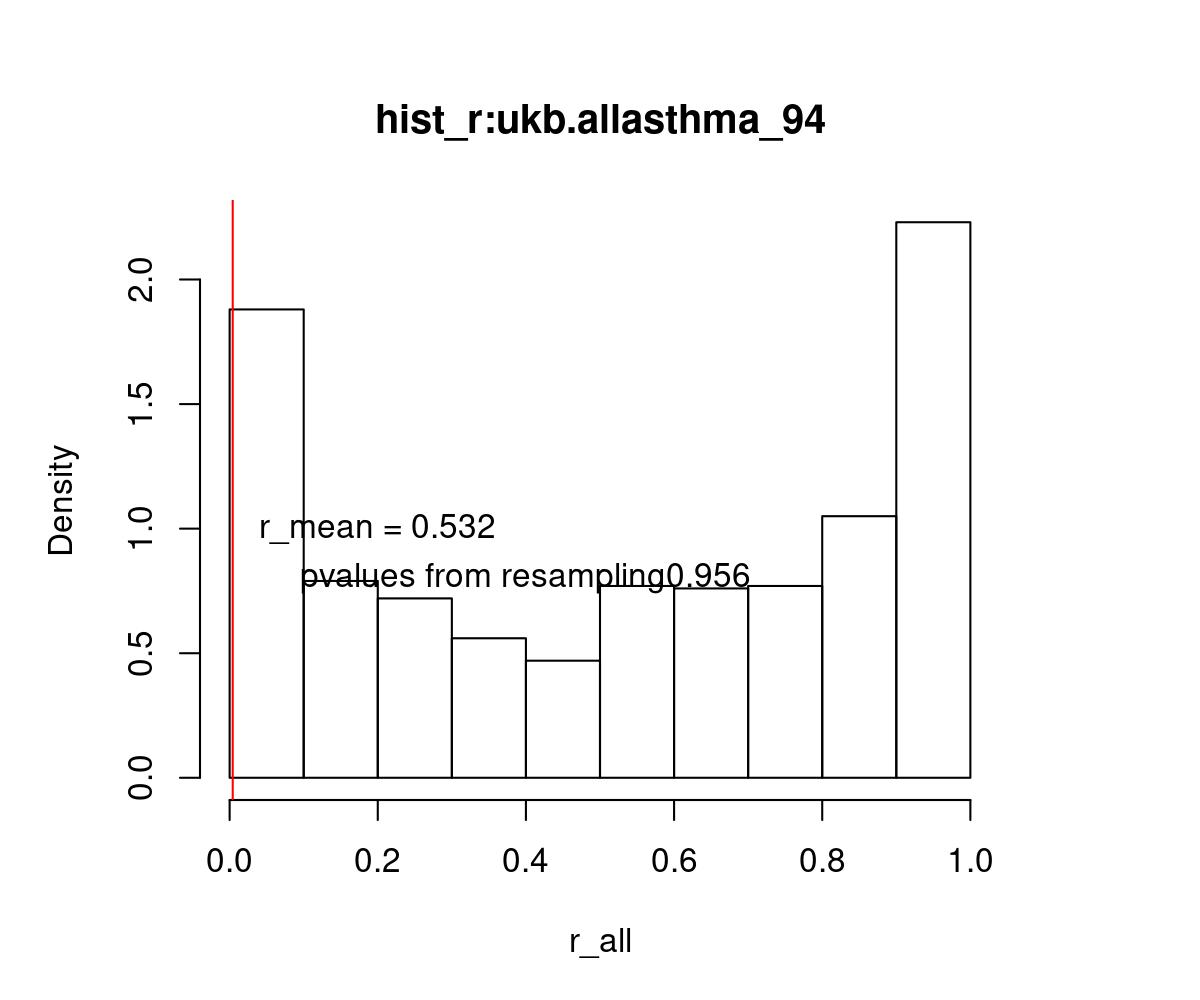 hist_r:ukb.allasthma_94
Density
2.0
1.5
1.0
0.5
0.0
r_mean = 0.532
pvalues from resampling0.956
0.0 0.2 0.4 0.6 0.8 1.0
r_all